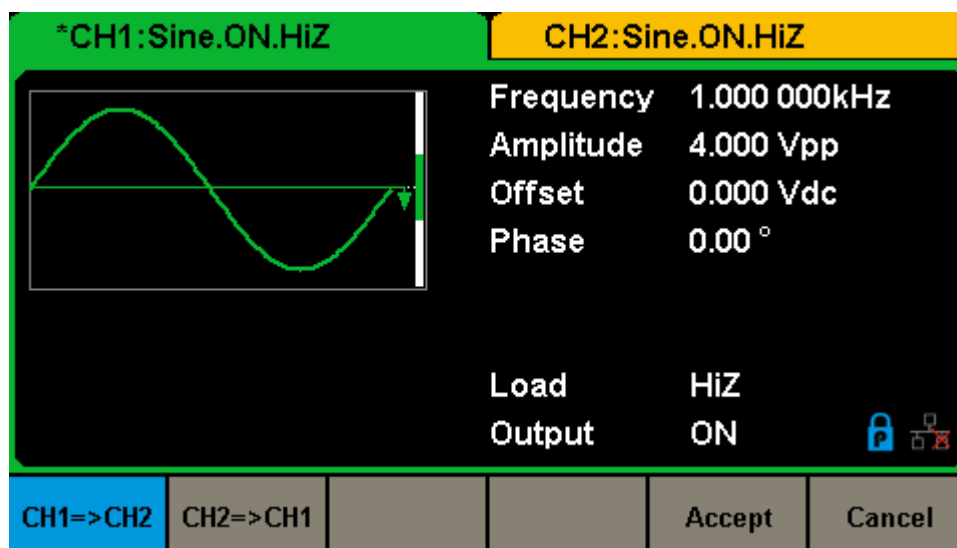 *CH1:Sine.ON.HiZ
CH2:Sine.ON.HiZ
Frequency 1.000 000kHz
Amplitude 4.000 Vpp
Offset 0.000 Vdc
Phase 0.00 °
Load HiZ
Output ON
P
CH1=>CH2 CH2=>CH1 Accept Cancel